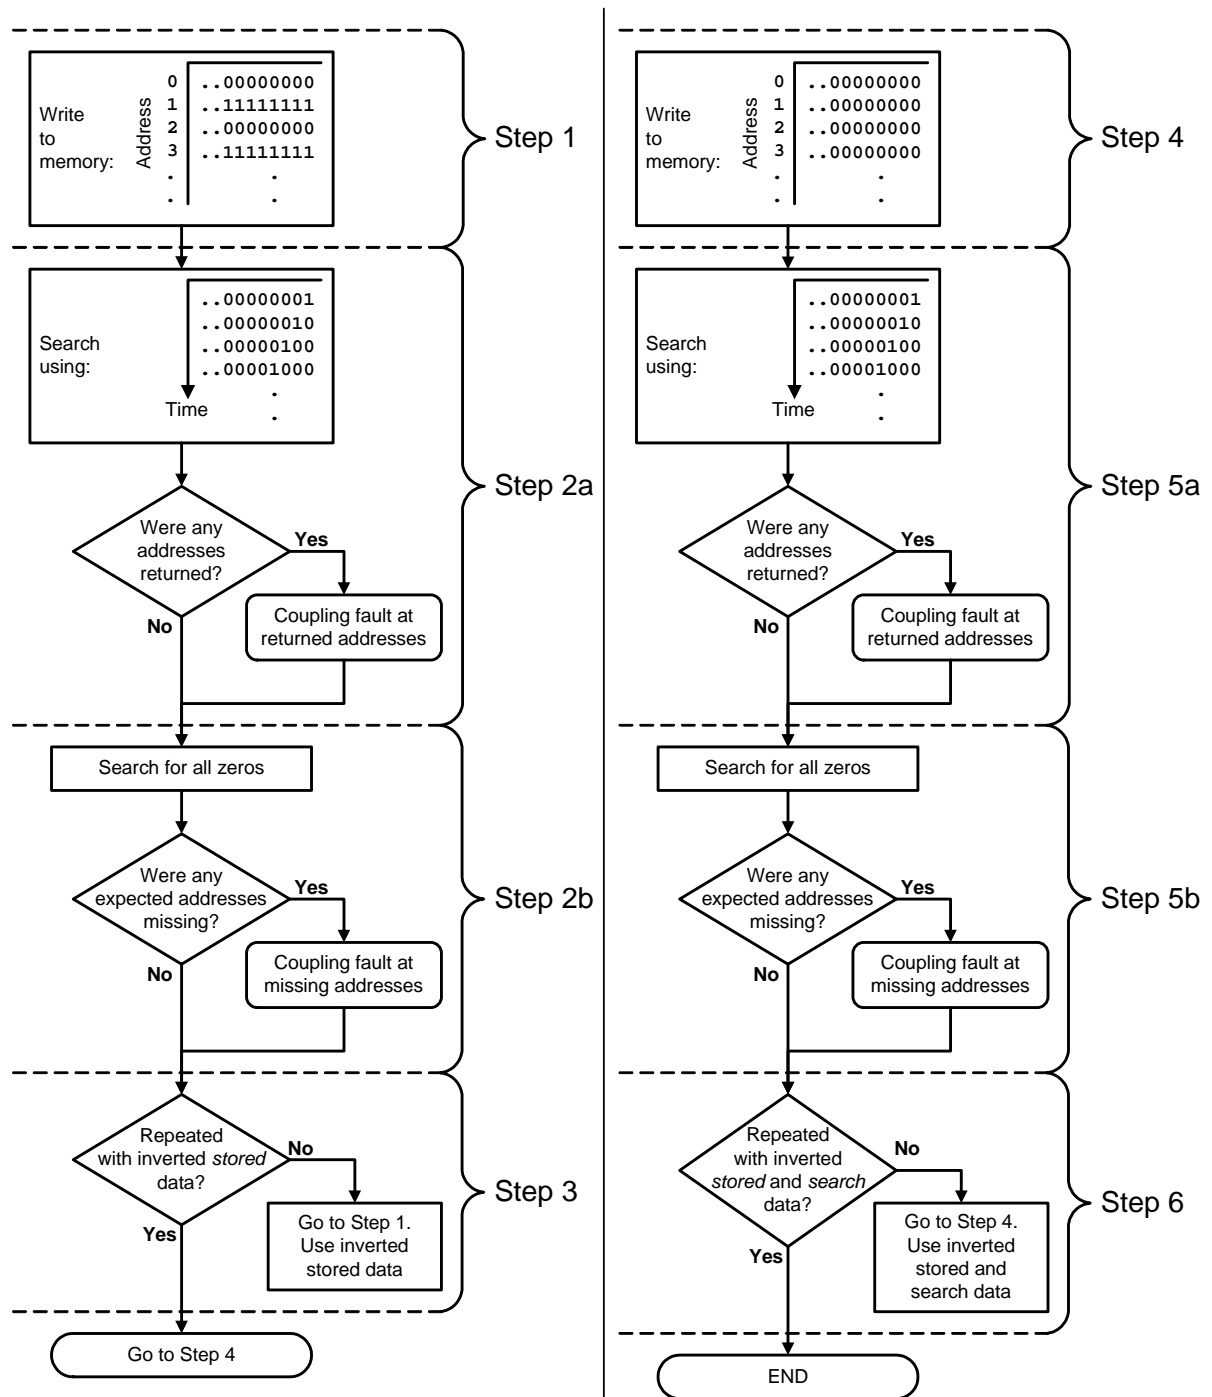 Write
to
memory:
Address
0 ..00000000
1 ..11111111
2 ..00000000
3 ..11111111
. .
. .
Step 1
Search
using:
..00000001
..00000010
..00000100
..00001000
.
.
Time
Were any
addresses
returned?
Yes
No
Coupling fault at
returned addresses
Step 2a
Search for all zeros
Were any
expected addresses
missing?
Yes
No
Coupling fault at
missing addresses
Step 2b
Repeated
with inverted stored
data?
No
Yes
Go to Step 1.
Use inverted
stored data
Step 3
Go to Step 4
Write
to
memory:
Address
0 ..00000000
1 ..00000000
2 ..00000000
3 ..00000000
. .
. .
Step 4
Search
using:
..00000001
..00000010
..00000100
..00001000
.
.
Time
Were any
addresses
returned?
Yes
No
Coupling fault at
returned addresses
Step 5a
Search for all zeros
Were any
expected addresses
missing?
Yes
No
Coupling fault at
missing addresses
Step 5b
Repeated
with inverted
stored and search
data?
No
Yes
Go to Step 4.
Use inverted
stored and
search data
Step 6
END